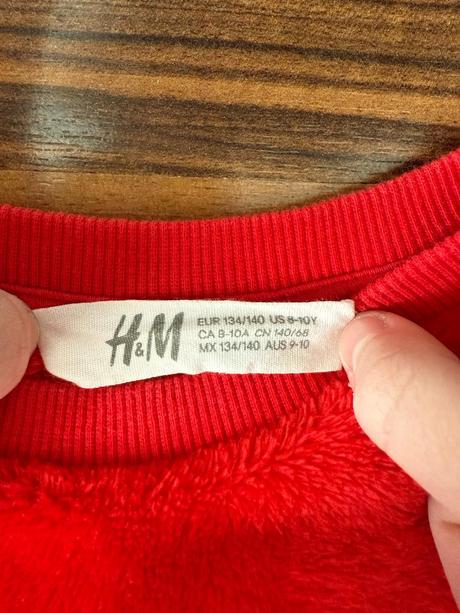 H&M
EUR 134/140 US 8-10Y
CA 8-10A CN 140/68
MX 134/140 AUS 9-10